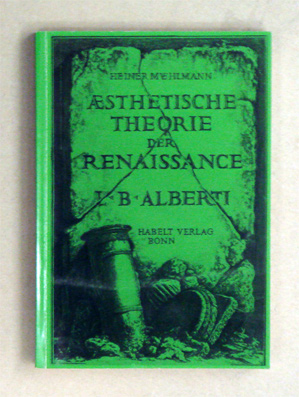 HEINER MÜHLMANN
ÆSTHETISCHE
THEORIE
DER
RENAISSANCE
L·B·ALBERTI
HABELT VERLAG
BONN